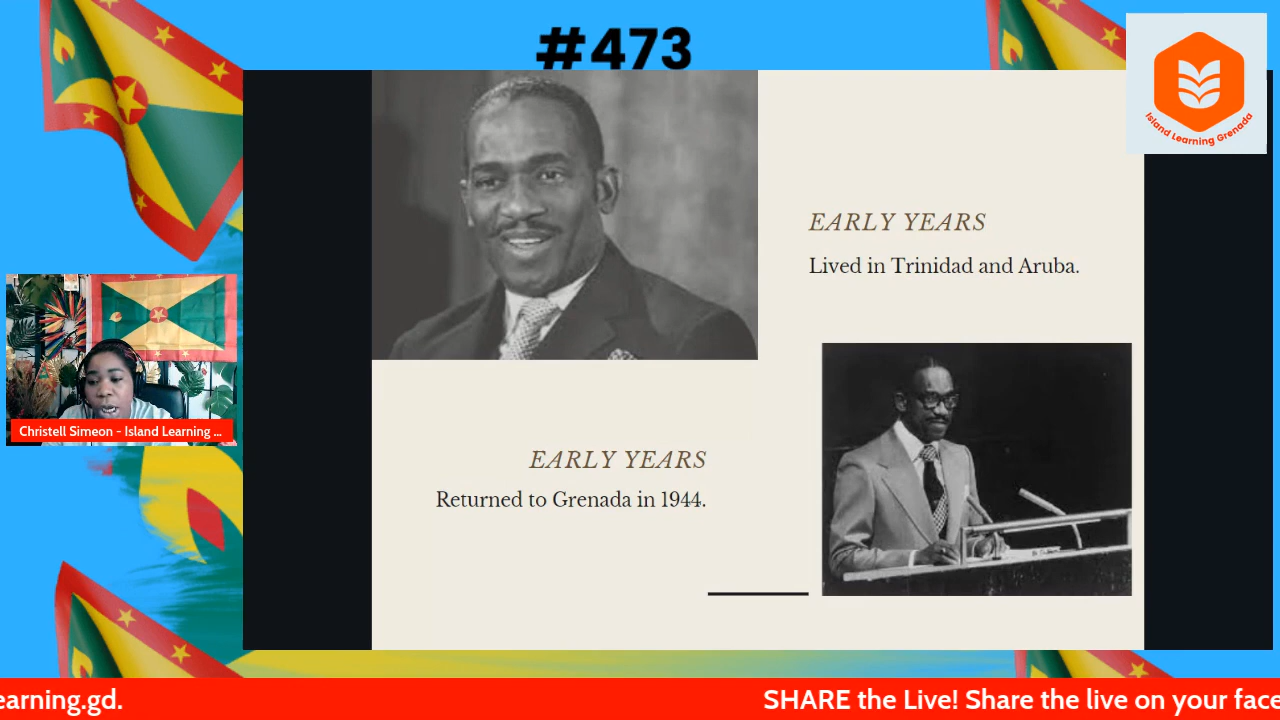 #473
Island Learning Grenada
EARLY YEARS
Lived in Trinidad and Aruba.
EARLY YEARS
Returned to Grenada in 1944.
Christell Simeon - Island Learning ...
earning.gd.
SHARE the Live! Share the live on your face